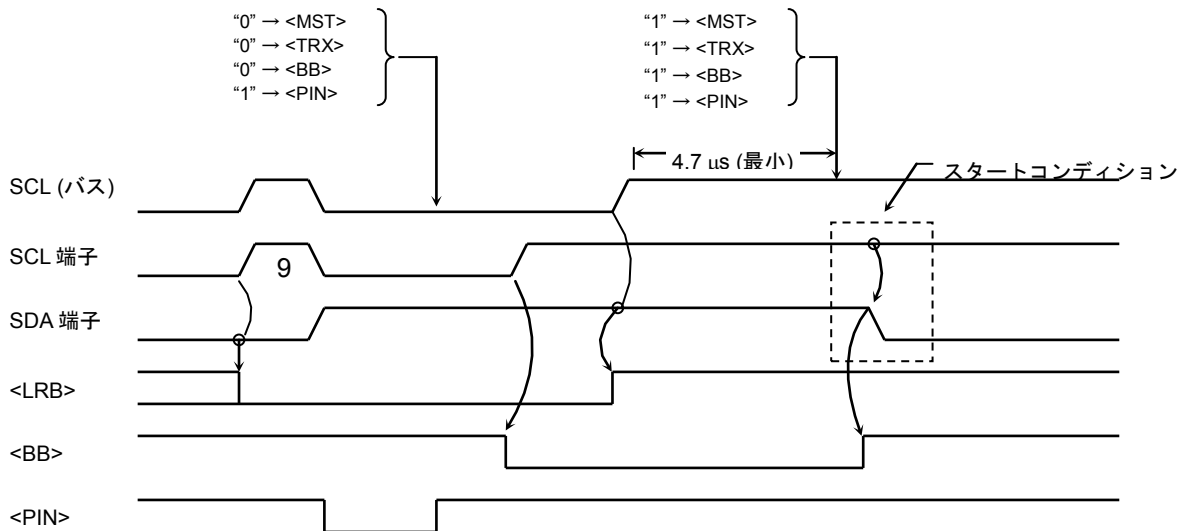 “0” → <MST>
“0” → <TRX>
“0” → <BB>
“1” → <PIN>
“1” → <MST>
“1” → <TRX>
“1” → <BB>
“1” → <PIN>
4.7 μs (最小)
スタートコンディション
SCL (バス)
SCL 端子
9
SDA 端子
<LRB>
<BB>
<PIN>